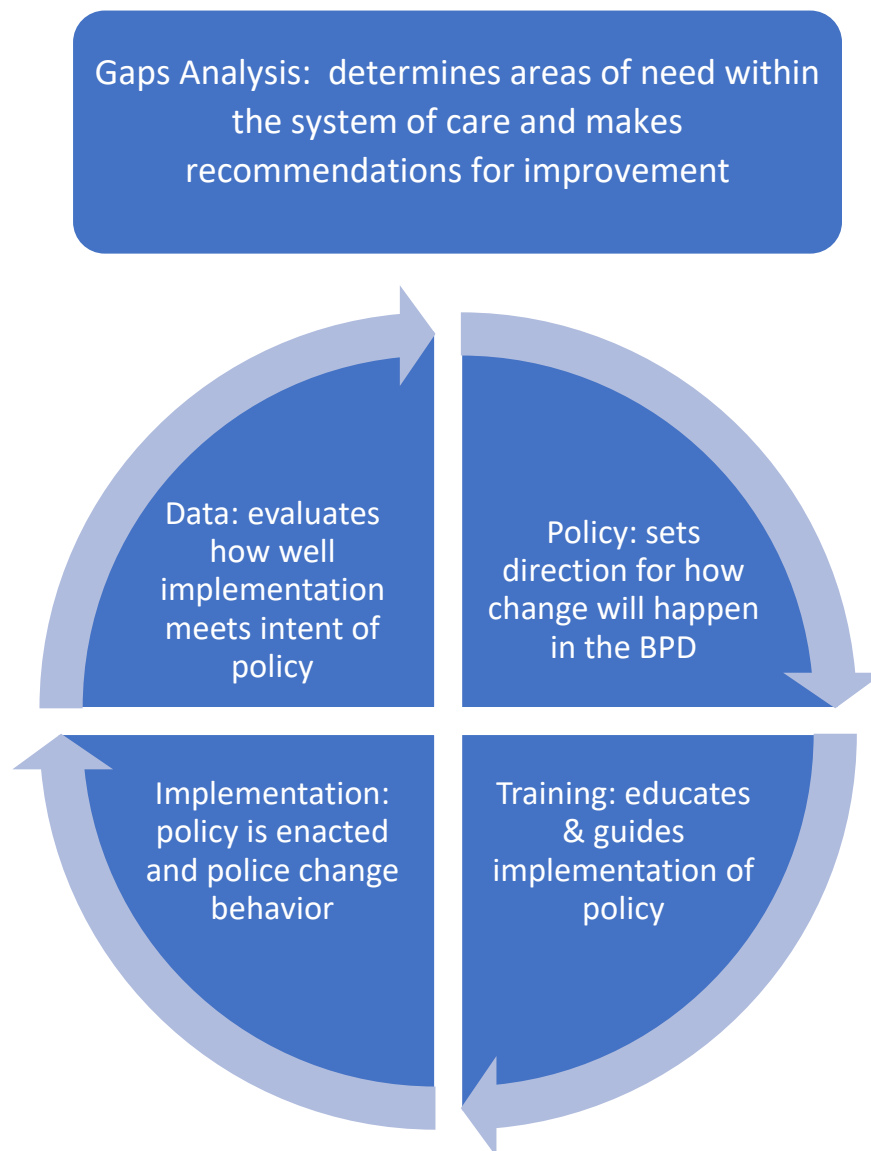 Gaps Analysis:  determines areas of need within
the system of care and makes
recommendations for improvement
Data: evaluates
how well
implementation
meets intent of
policy
Policy: sets
direction for how
change will happen
in the BPD
Implementation:
policy is enacted
and police change
behavior
Training: educates
& guides
implementation of
policy